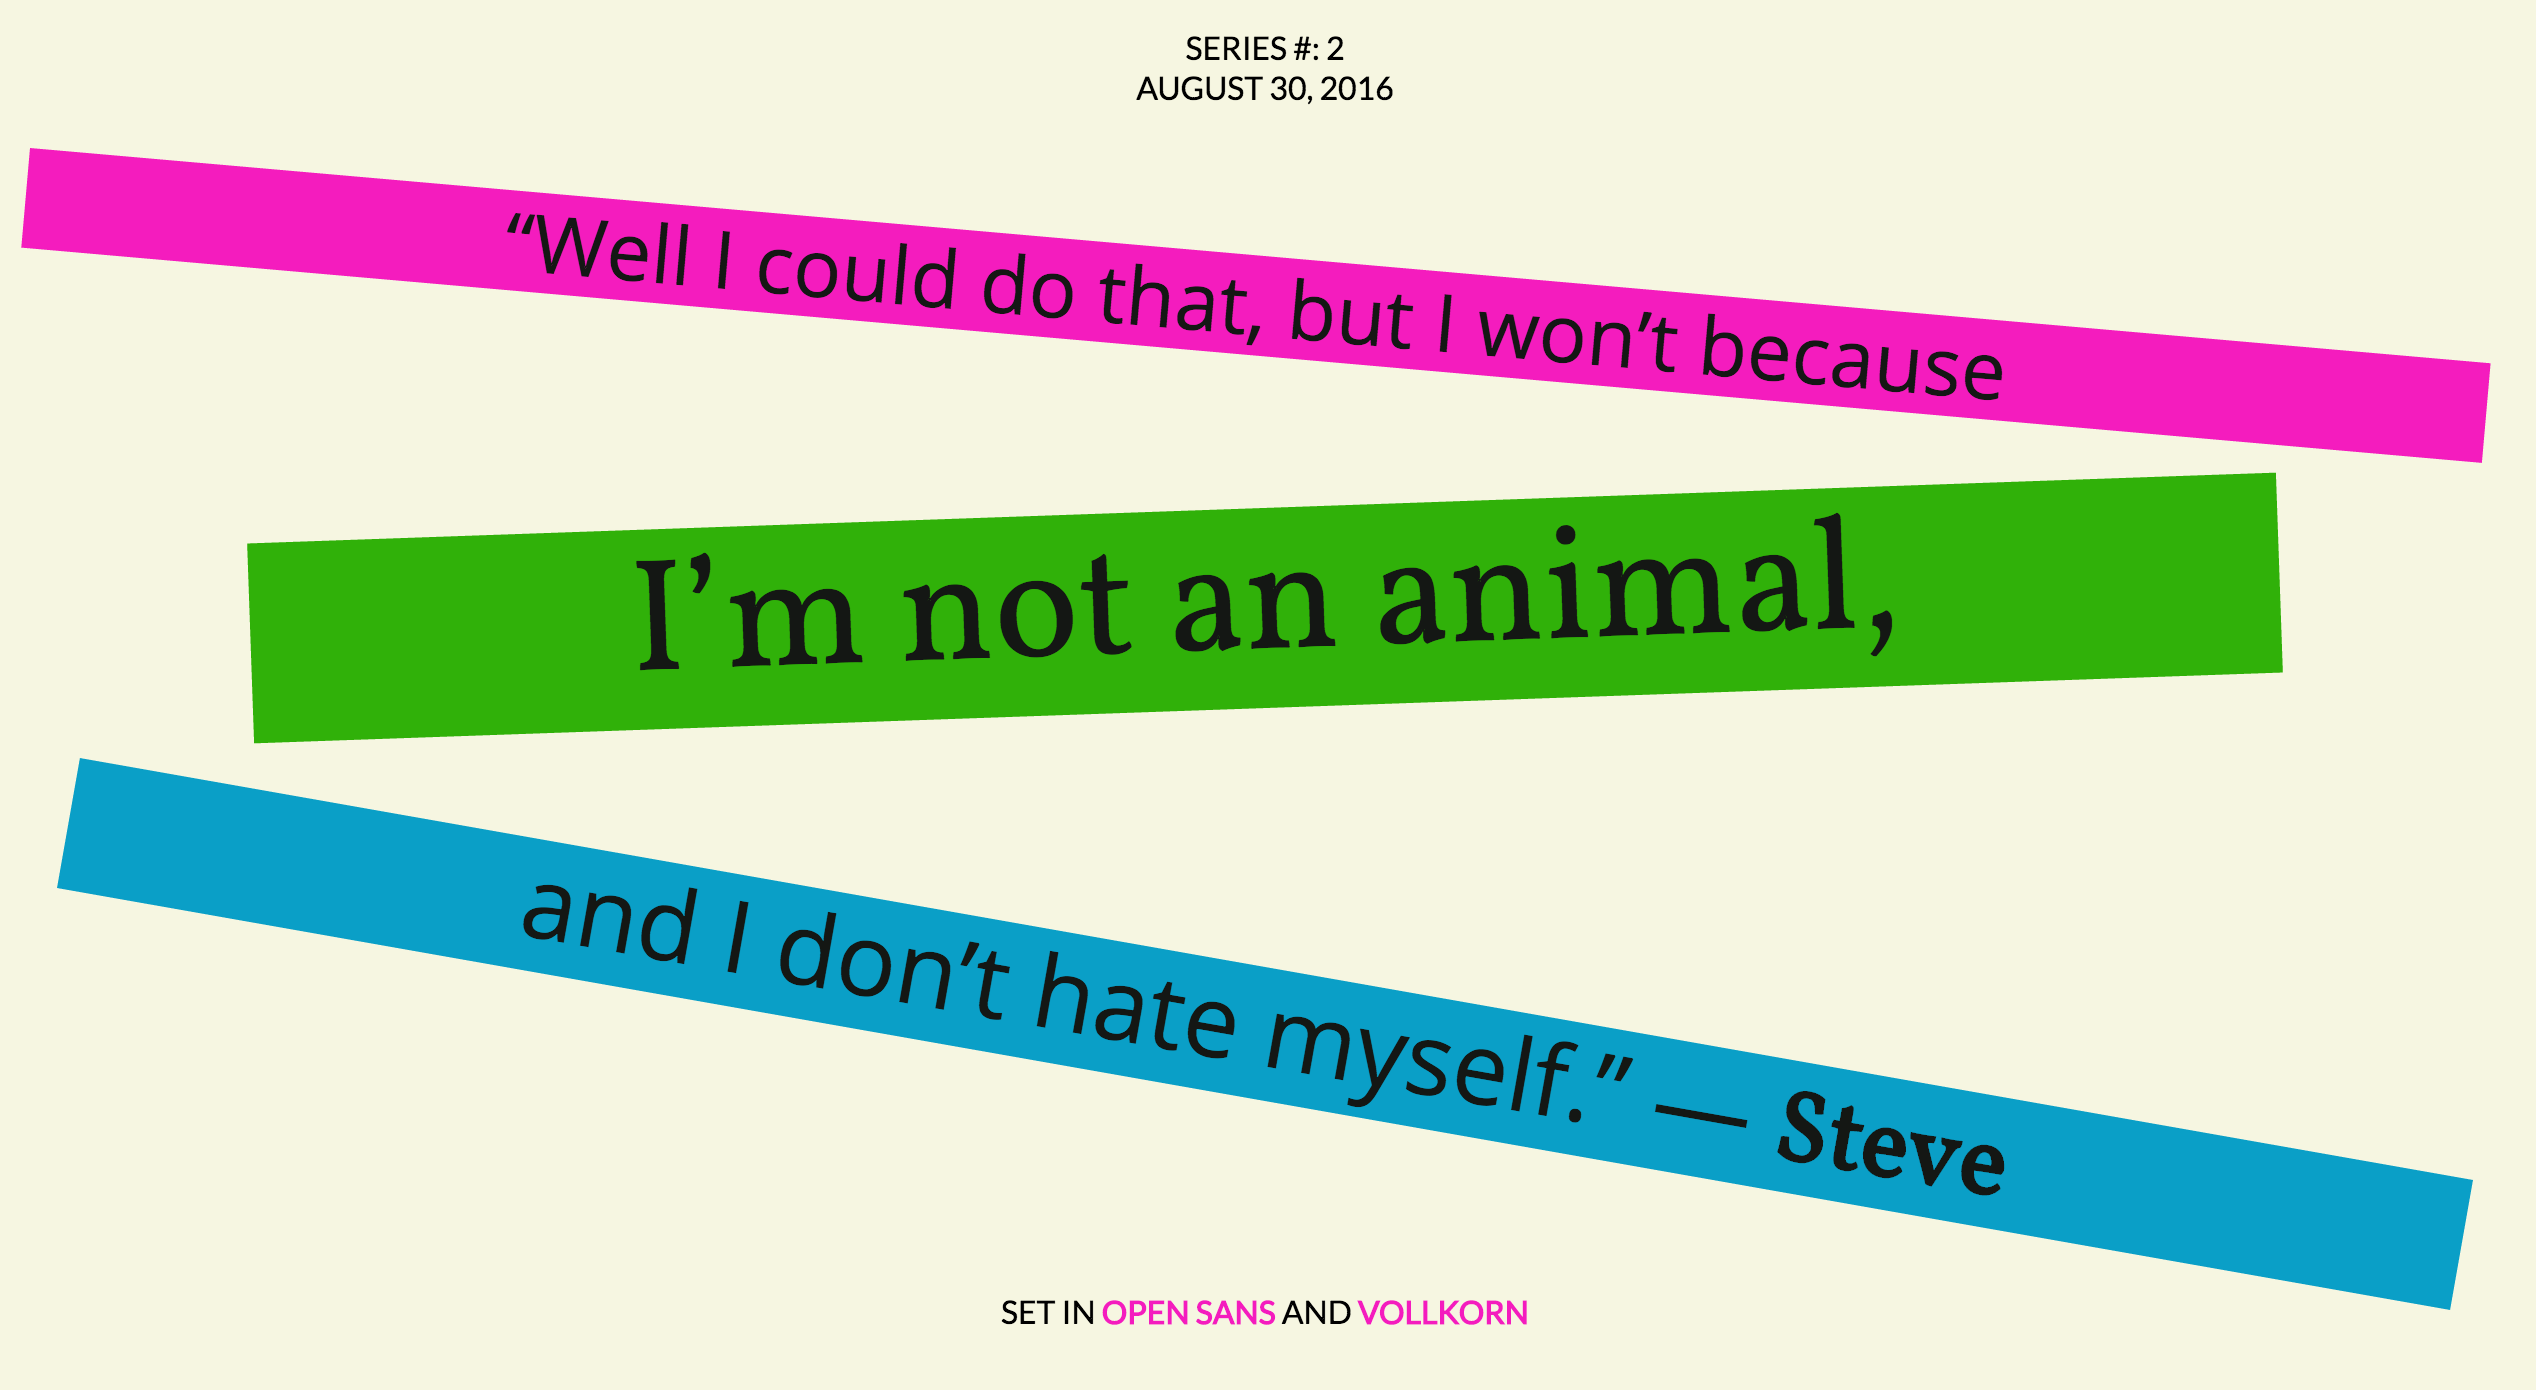 SERIES #: 2
AUGUST 30, 2016
“Well I could do that, but I won’t because
I’m not an animal,
and I don’t hate myself.” — Steve
SET IN OPEN SANS AND VOLLKORN